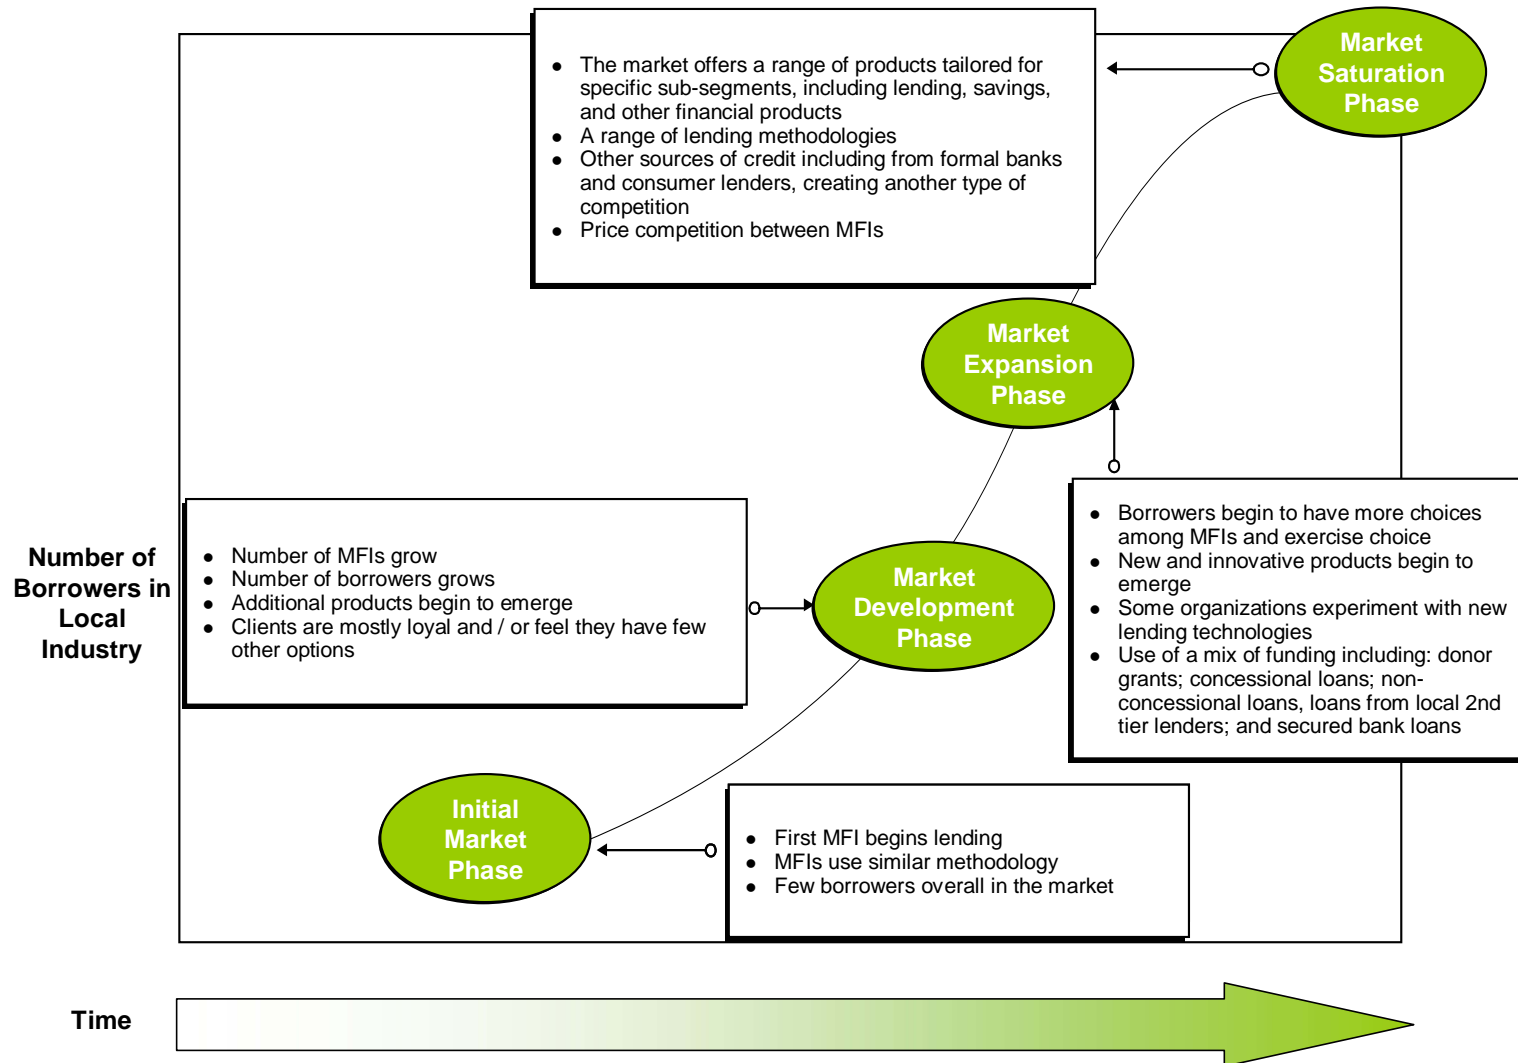 Market
Saturation
Phase
● The market offers a range of products tailored for
specific sub-segments, including lending, savings,
and other financial products
● A range of lending methodologies
● Other sources of credit including from formal banks
and consumer lenders, creating another type of
competition
● Price competition between MFIs
Market
Expansion
Phase
● Borrowers begin to have more choices
among MFIs and exercise choice
● New and innovative products begin to
emerge
● Some organizations experiment with new
lending technologies
● Use of a mix of funding including: donor
grants; concessional loans; non-
concessional loans, loans from local 2nd
tier lenders; and secured bank loans
Number of
Borrowers in
Local
Industry
● Number of MFIs grow
● Number of borrowers grows
● Additional products begin to emerge
● Clients are mostly loyal and / or feel they have few
other options
Market
Development
Phase
Initial
Market
Phase
● First MFI begins lending
● MFIs use similar methodology
● Few borrowers overall in the market
Time